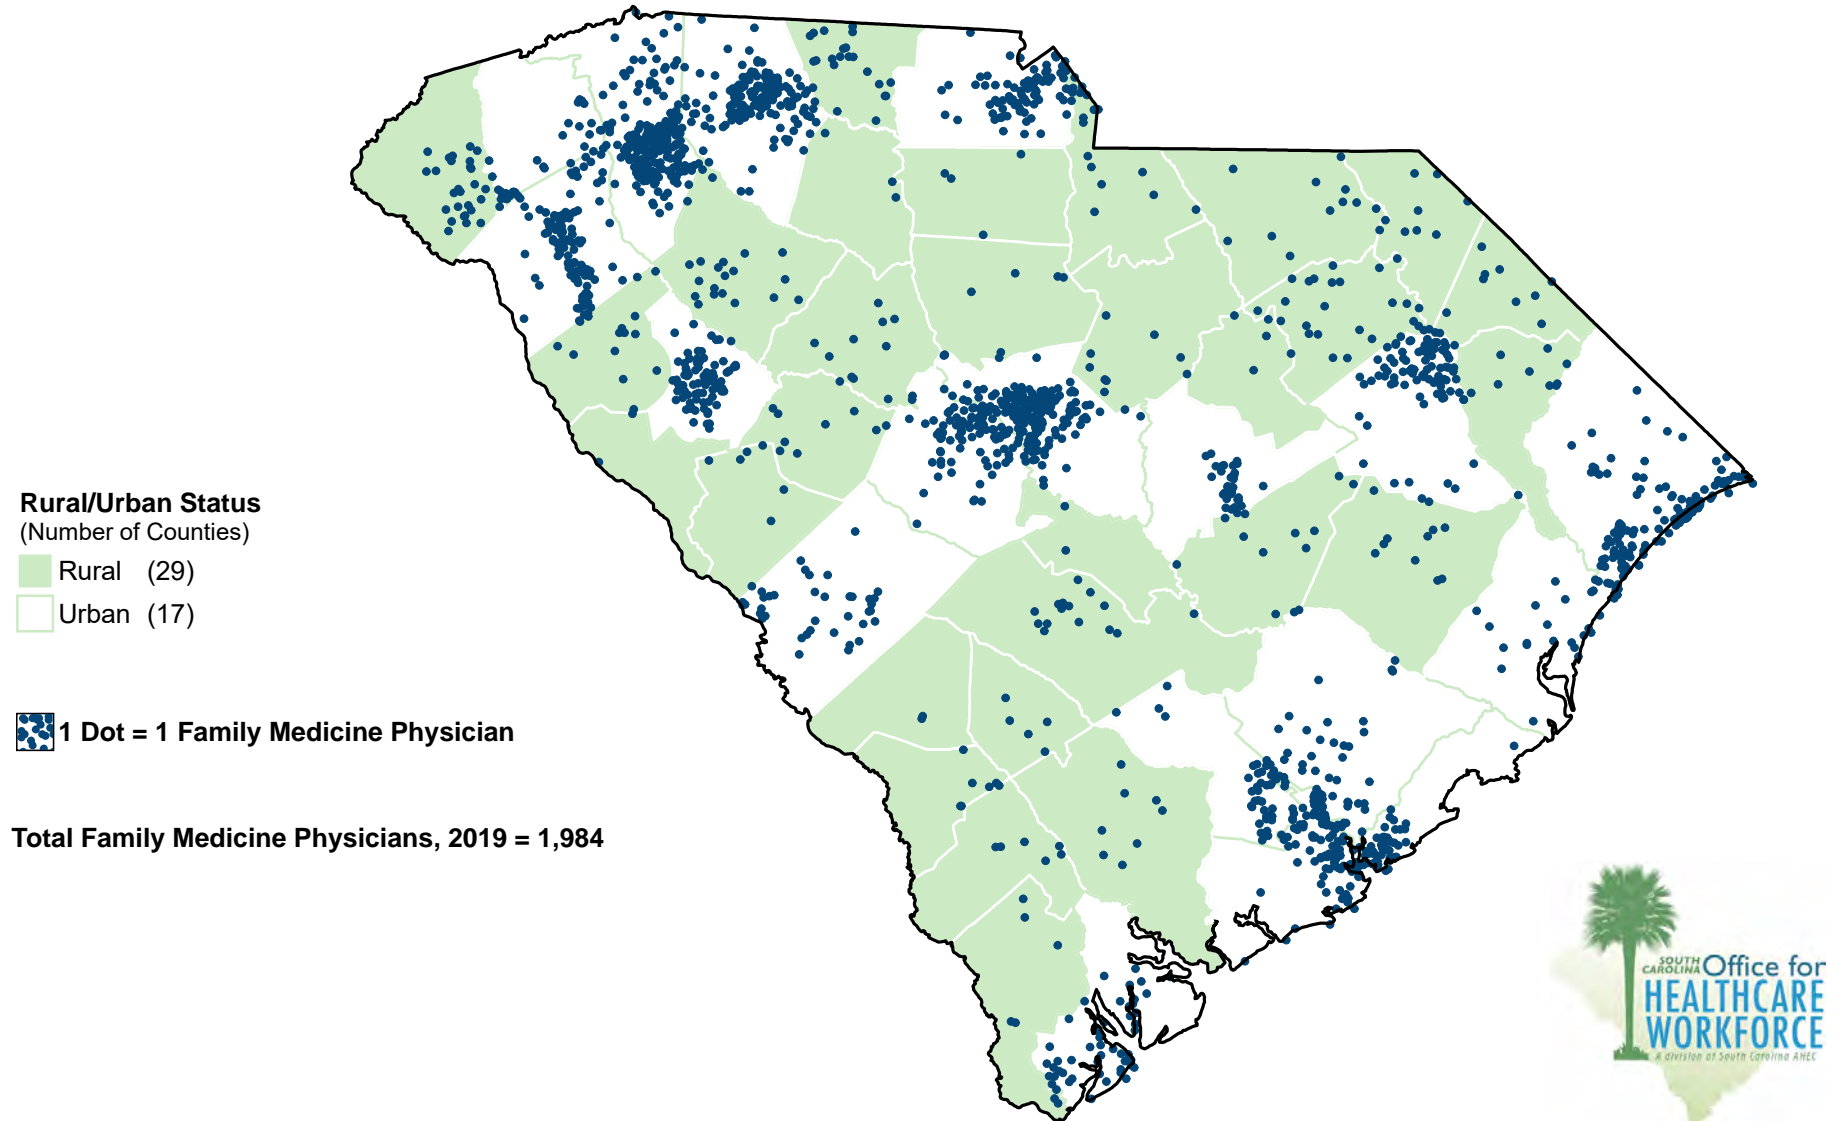 Rural/Urban Status
(Number of Counties)
Rural (29)
Urban (17)
1 Dot = 1 Family Medicine Physician
Total Family Medicine Physicians, 2019 = 1,984
SOUTH CAROLINA Office for
HEALTHCARE
WORKFORCE
A division of South Carolina AHEC